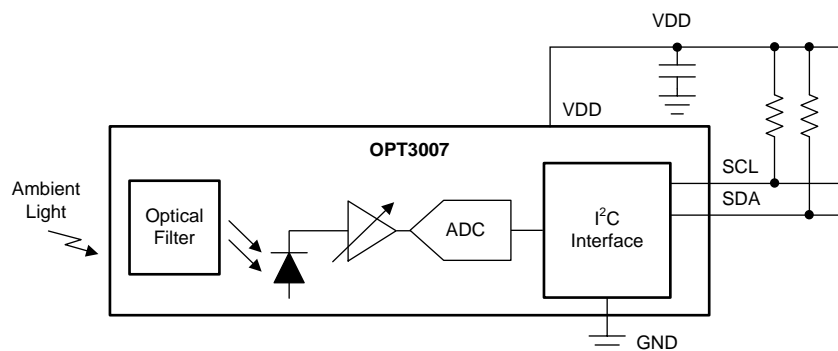 VDD
VDD
OPT3007
Ambient
Light
Optical
Filter
ADC
I²C
Interface
SCL
SDA
GND